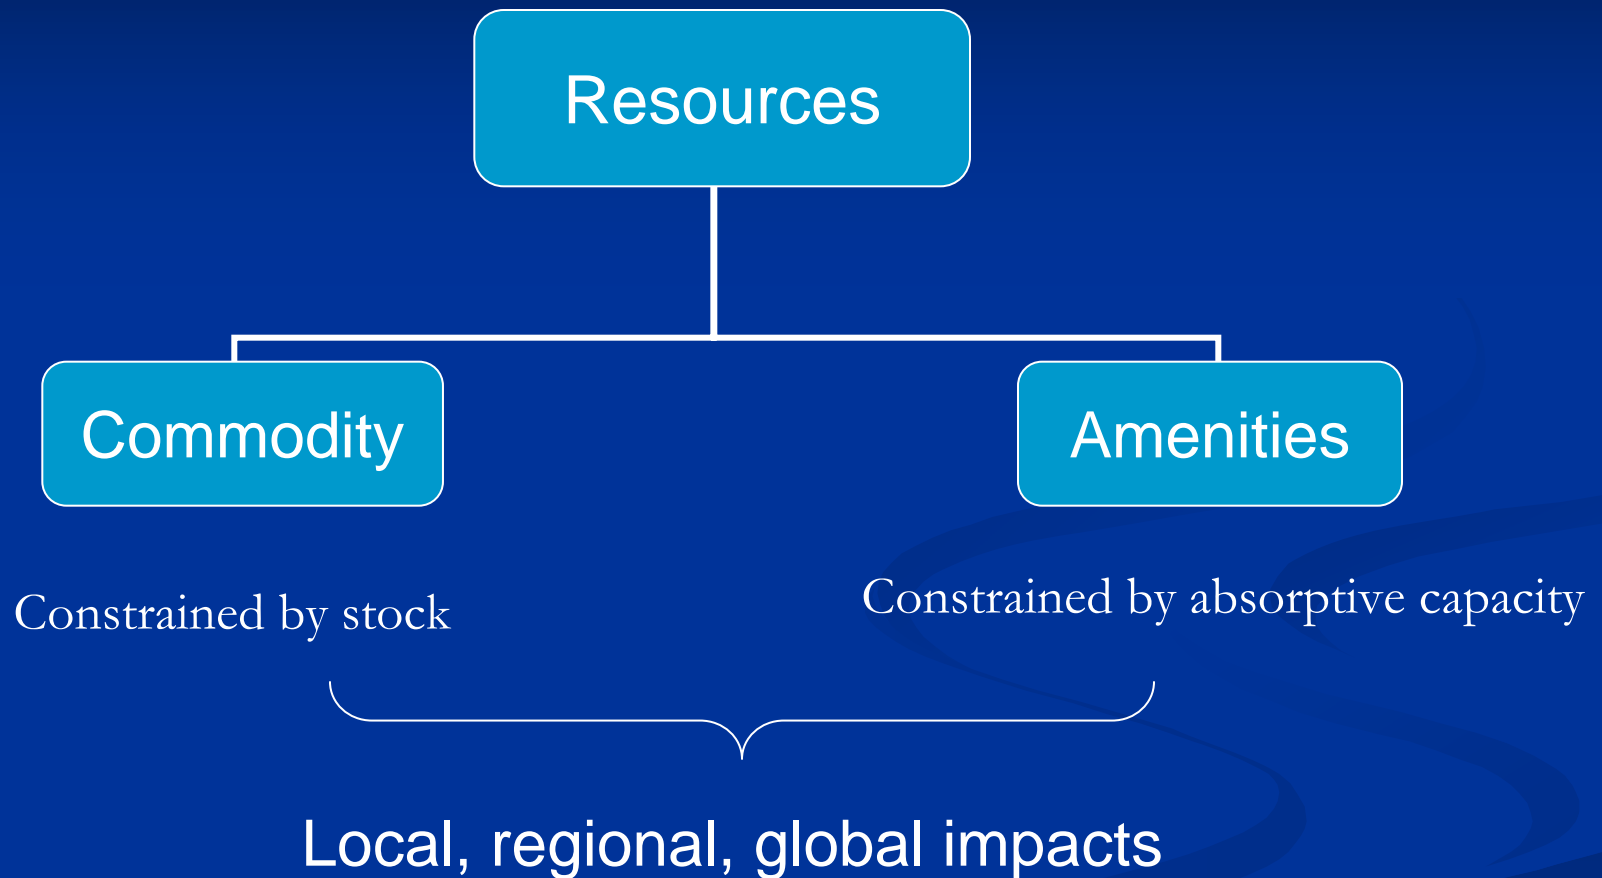 Resources
Commodity
Amenities
Constrained by stock
Constrained by absorptive capacity
Local, regional, global impacts